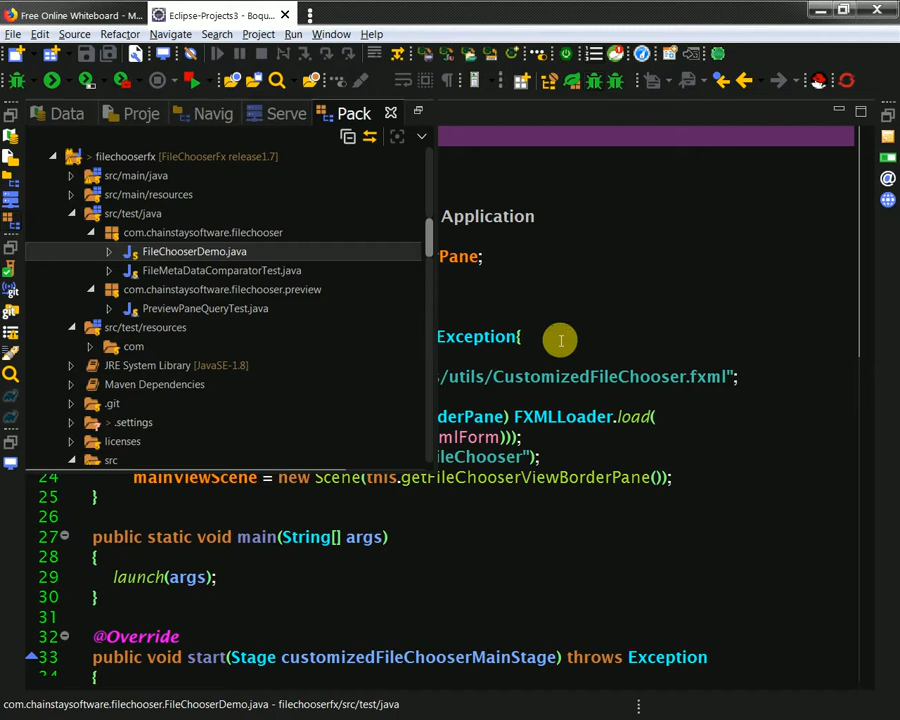 Free Online Whiteboard - M...
Eclipse-Projects3 - Boqu...
File Edit Source Refactor Navigate Search Project Run Window Help
Data Proje Navig Serve Pack
> filechooserfx [FileChooserFx release1.7]
src/main/java
src/main/resources
src/test/java
Application
com.chainstaysoftware.filechooser
FileChooserDemo.java
Pane;
FileMetaDataComparatorTest.java
com.chainstaysoftware.filechooser.preview
PreviewPaneQueryTest.java
src/test/resources
Exception{
com
JRE System Library [JavaSE-1.8]
s/utils/CustomizedFileChooser.fxml";
Maven Dependencies
.git
derPane) FXMLLoader.load(
> .settings
mlForm)));
licenses
ileChooser");
src
24 mainViewScene = new Scene(this.getFileChooserViewBorderPane());
25 }
26
27 public static void main(String[] args)
28 {
29 launch(args);
30 }
31
32 @Override
33 public void start(Stage customizedFileChooserMainStage) throws Exception
34 {
com.chainstaysoftware.filechooser.FileChooserDemo.java - filechooserfx/src/test/java